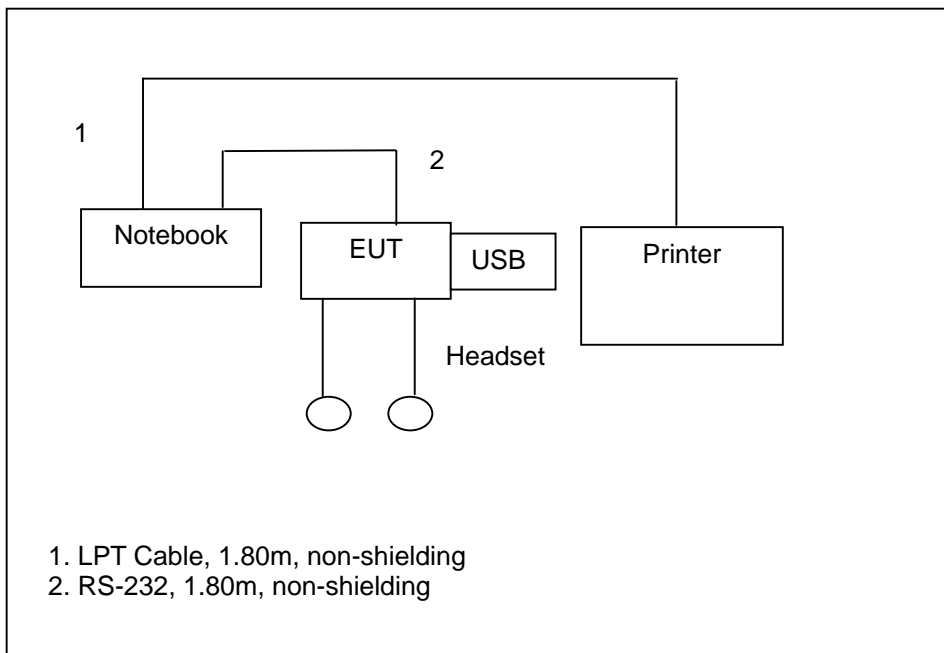 1
2
Notebook
EUT
USB
Printer
Headset
1. LPT Cable, 1.80m, non-shielding
2. RS-232, 1.80m, non-shielding